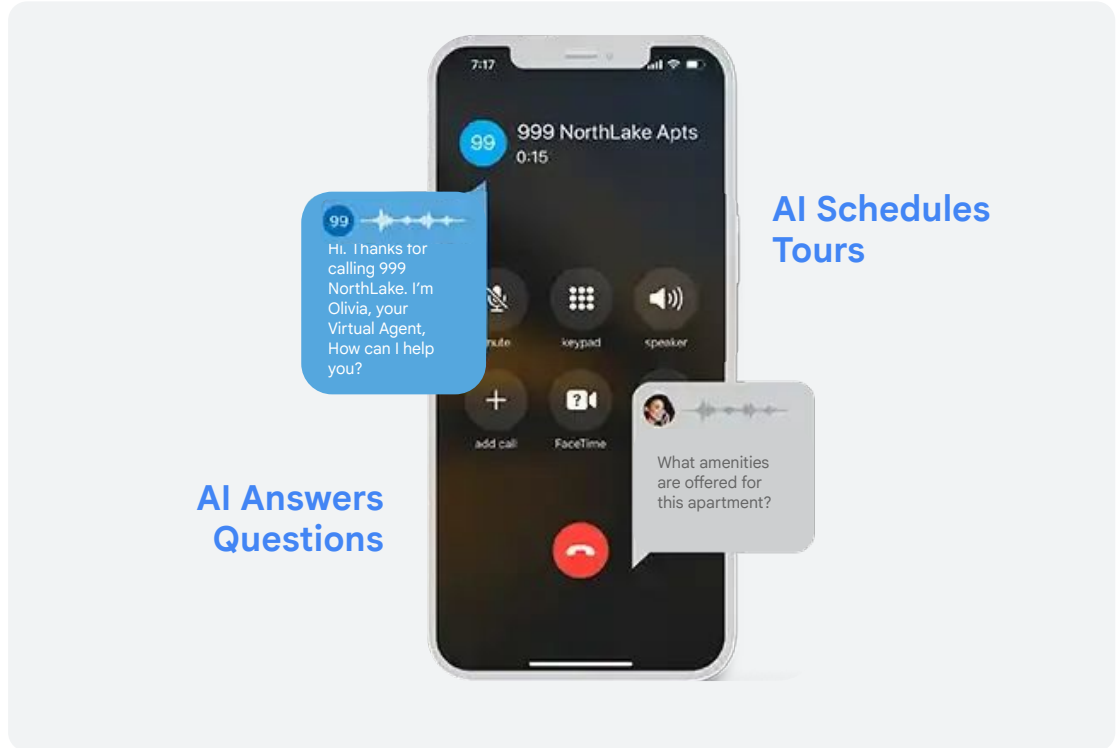 7:17
99
999 NorthLake Apts
0:15
AI Schedules
Tours
99
Hi. Thanks for
calling 999
NorthLake. I'm
Olivia, your
Virtual Agent,
How can I help
you?
mute
keypad
speaker
add call
FaceTime
What amenities
are offered for
this apartment?
AI Answers
Questions